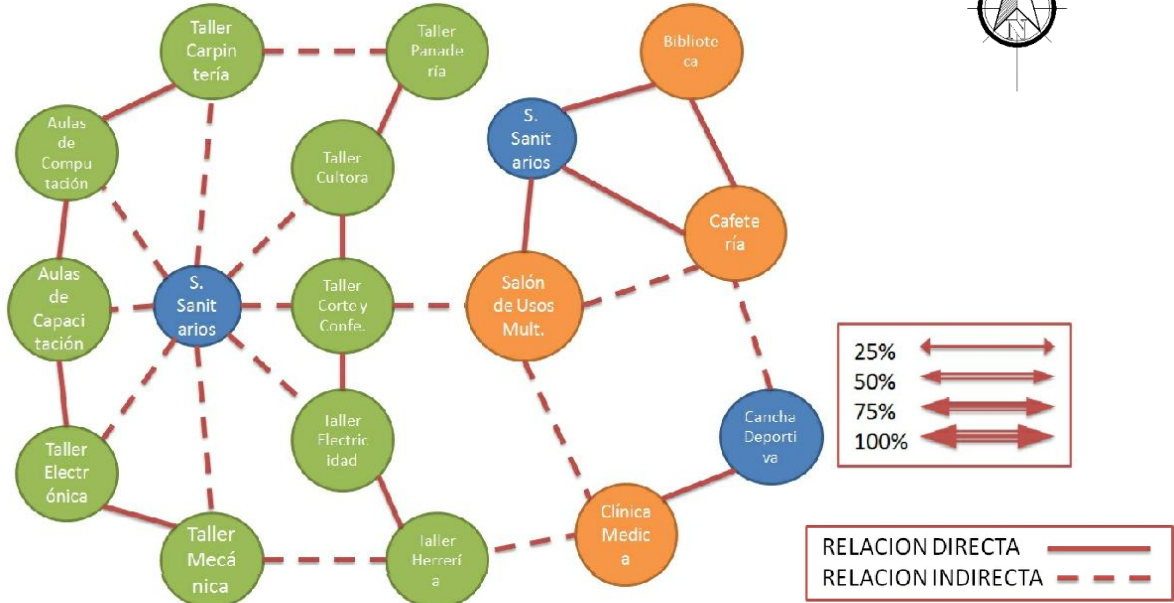 Taller
Carpin
tería
Taller
Panade
ría
Bibliote
ca
N
Aulas
de
Compu
tación
Taller
Cultora
S.
Sanit
arios
Cafete
ría
Aulas
de
Capaci
tación
S.
Sanit
arios
Taller
Corte y
Confe.
Salón
de Usos
Mult.
25%
50%
75%
100%
Taller
Electr
ónica
Taller
Electric
idad
Cancha
Deporti
va
Taller
Mecá
nica
Taller
Herrerí
a
Clínica
Medic
a
RELACION DIRECTA
RELACION INDIRECTA